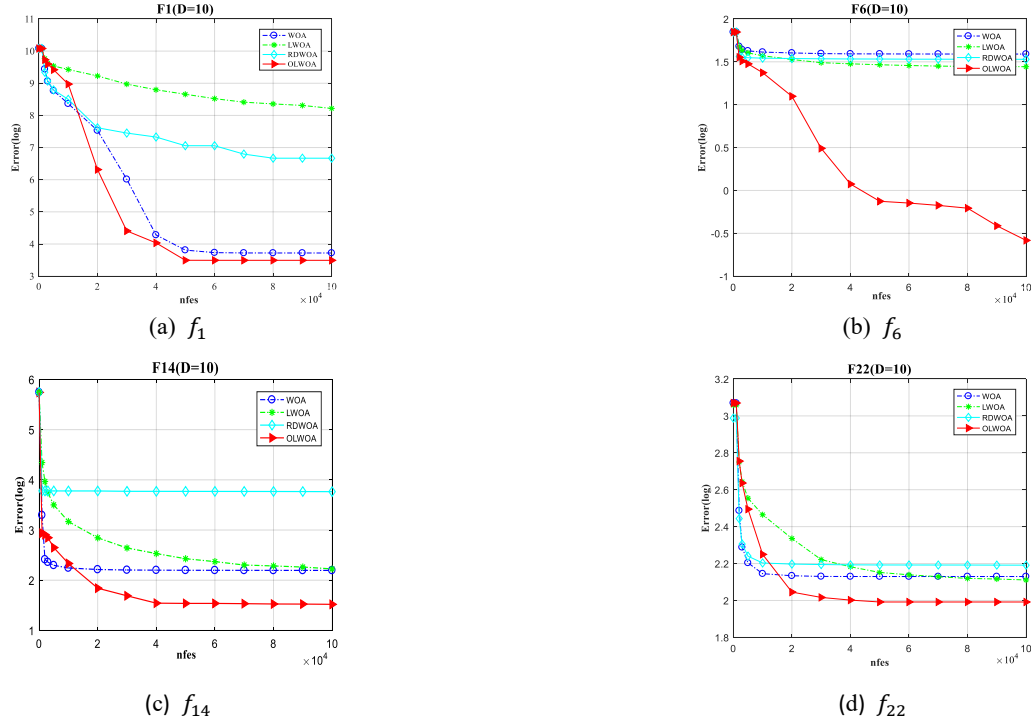 F1(D=10)
11
10
9
8
7
6
5
4
3
Error(log)
0
2
4
6
8
10
nfes
×10⁴
WOA
LWOA
RDWOA
OLWOA
(a) f₁
F6(D=10)
2
1.5
1
0.5
0
-0.5
-1
Error(log)
0
2
4
6
8
10
nfes
×10⁴
WOA
LWOA
RDWOA
OLWOA
(b) f₆
F14(D=10)
6
5
4
3
2
1
Error(log)
0
2
4
6
8
10
nfes
×10⁴
WOA
LWOA
RDWOA
OLWOA
(c) f₁₄
F22(D=10)
3.2
3
2.8
2.6
2.4
2.2
2
1.8
Error(log)
0
2
4
6
8
10
nfes
×10⁴
WOA
LWOA
RDWOA
OLWOA
(d) f₂₂